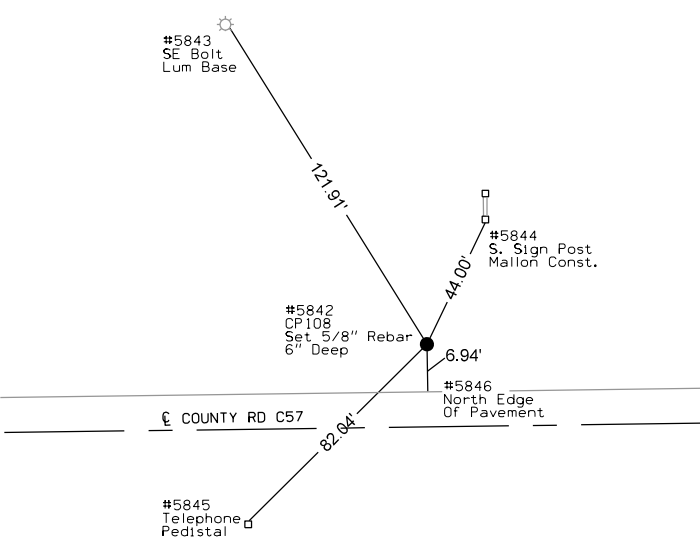 #5843
SE Bolt
Lum Base
121.91'
#5844
S. Sign Post
Mallon Const.
44.00'
#5842
CP108
Set 5/8" Rebar
6" Deep
6.94'
#5846
North Edge
Of Pavement
℄ COUNTY RD C57
82.04'
#5845
Telephone
Pedistal